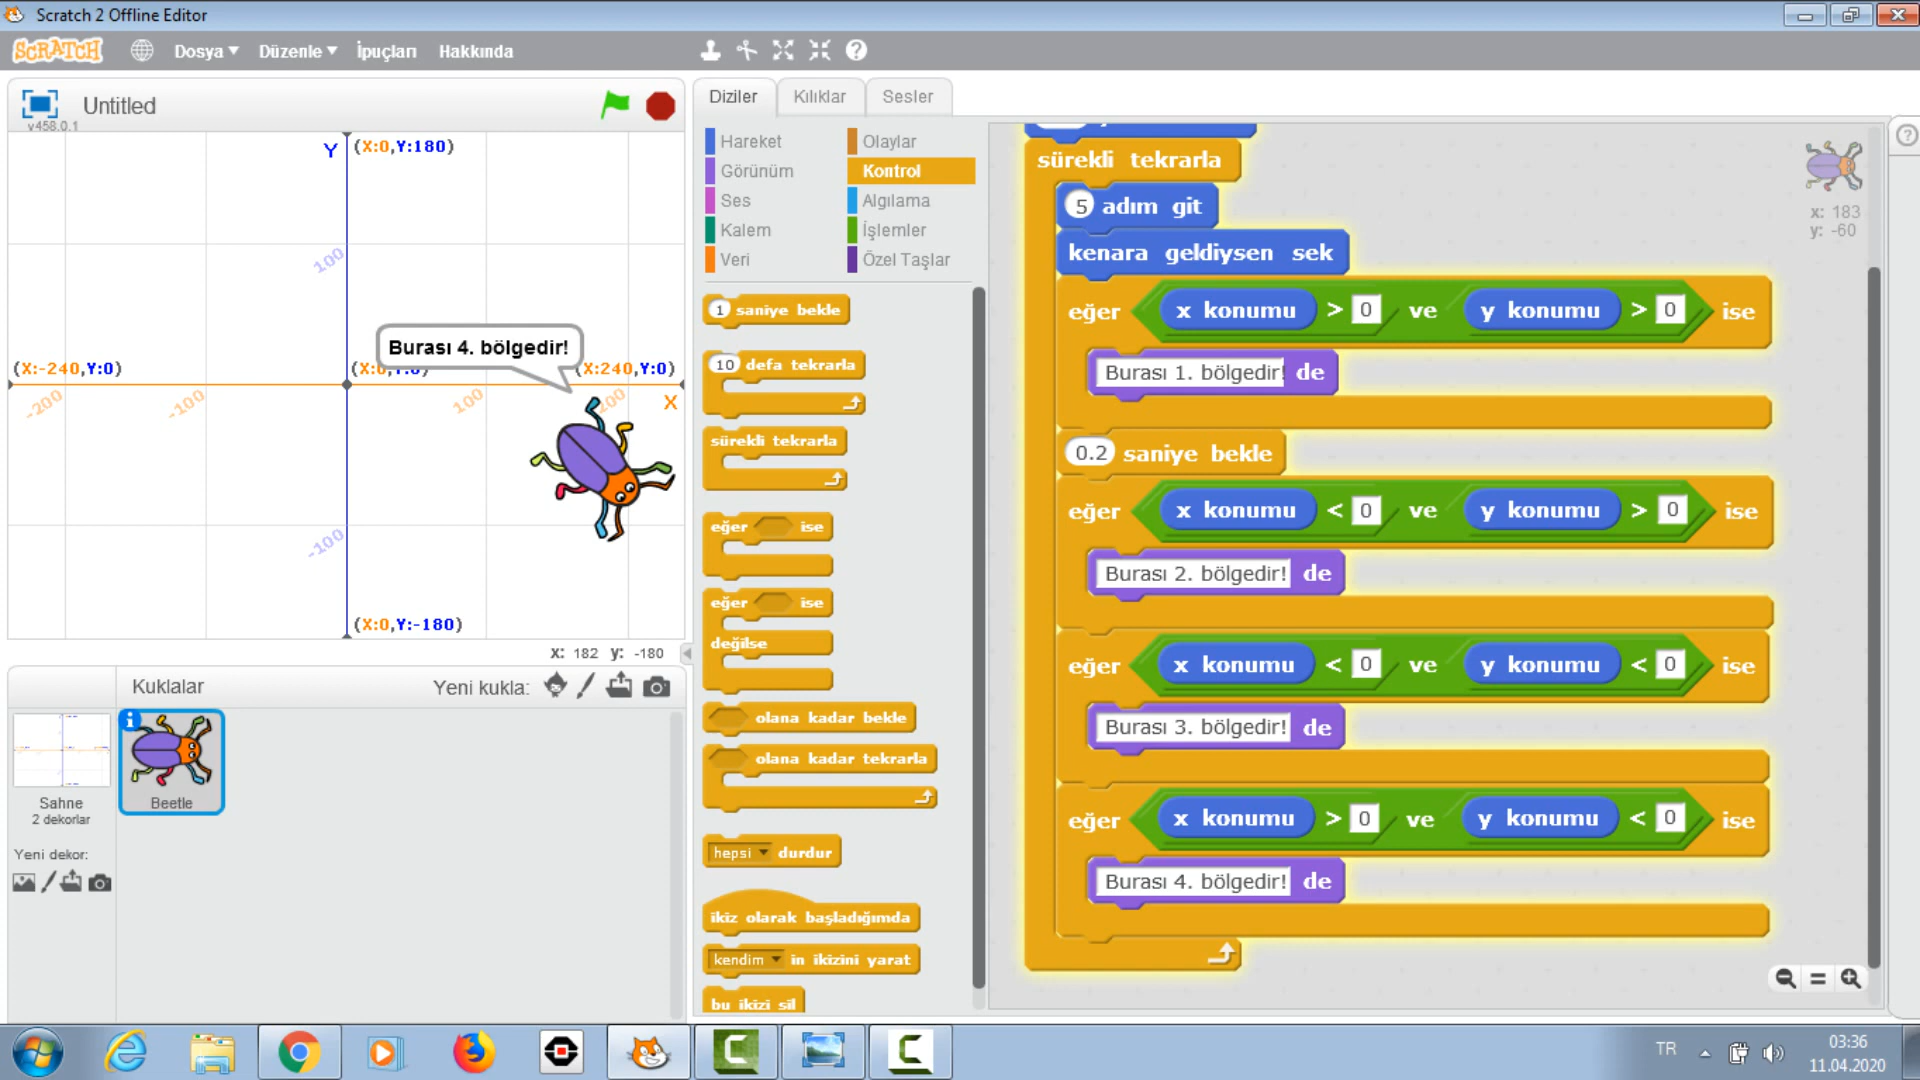 Scratch 2 Offline Editor
SCRATCH Dosya Düzenle İpuçları Hakkında
Untitled
v458.0.1
Y (X:0,Y:180)
100
Burası 4. bölgedir!
(X:-240,Y:0) (X:240,Y:0)
-200 -100 100 200 X
-100
(X:0,Y:-180)
x: 182 y: -180
Kuklalar Yeni kukla:
Sahne
2 dekorlar
Yeni dekor:
Beetle
Diziler Kılıklar Sesler
Hareket Olaylar
Görünüm Kontrol
Ses Algılama
Kalem İşlemler
Veri Özel Taşlar
1 saniye bekle
10 defa tekrarla
sürekli tekrarla
eğer ise
eğer ise
değilse
olana kadar bekle
olana kadar tekrarla
hepsi durdur
ikiz olarak başladığımda
kendim in ikizini yarat
bu ikizi sil
sürekli tekrarla
5 adım git
kenara geldiysen sek
eğer x konumu > 0 ve y konumu > 0 ise
Burası 1. bölgedir! de
0.2 saniye bekle
eğer x konumu < 0 ve y konumu > 0 ise
Burası 2. bölgedir! de
eğer x konumu < 0 ve y konumu < 0 ise
Burası 3. bölgedir! de
eğer x konumu > 0 ve y konumu < 0 ise
Burası 4. bölgedir! de
x: 183
y: -60
TR
03:36
11.04.2020